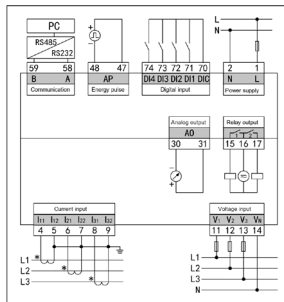 PC
RS485
RS232
L
N
59 58
B A
Communication
48 47
AP
Energy pulse
74 73 72 71 70
DI4 DI3 DI2 DI1 DIC
Digital input
2 1
N L
Power supply
Analog output
AO
30 31
Relay output
15 16 17
Current input
I11 I12 I21 I22 I31 I32
4 5 6 7 8 9
Voltage input
V1 V2 V3 VN
11 12 13 14
L1
L2
L3
L1
L2
L3
N